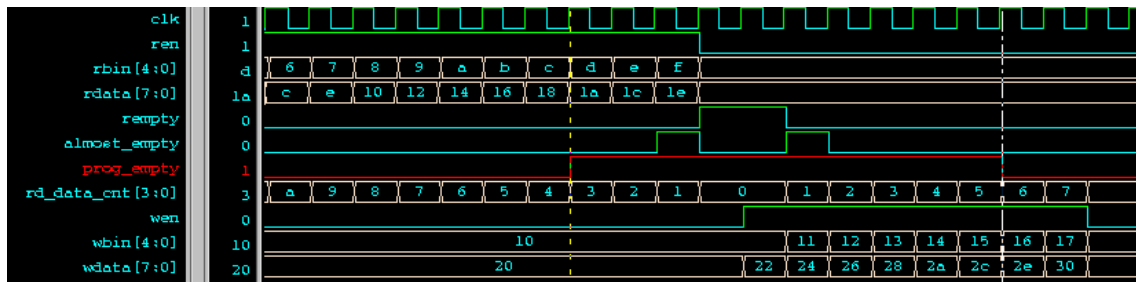 clk 1
ren 1
rbin[4:0] d 6 7 8 9 a b c d e f
rdata[7:0] 1a c e 10 12 14 16 18 1a 1c 1e
rempty 0
almost_empty 0
prog_empty 1
rd_data_cnt[3:0] 3 a 9 8 7 6 5 4 3 2 1 0 1 2 3 4 5 6 7
wen 0
wbin[4:0] 10 10 11 12 13 14 15 16 17
wdata[7:0] 20 20 22 24 26 28 2a 2c 2e 30